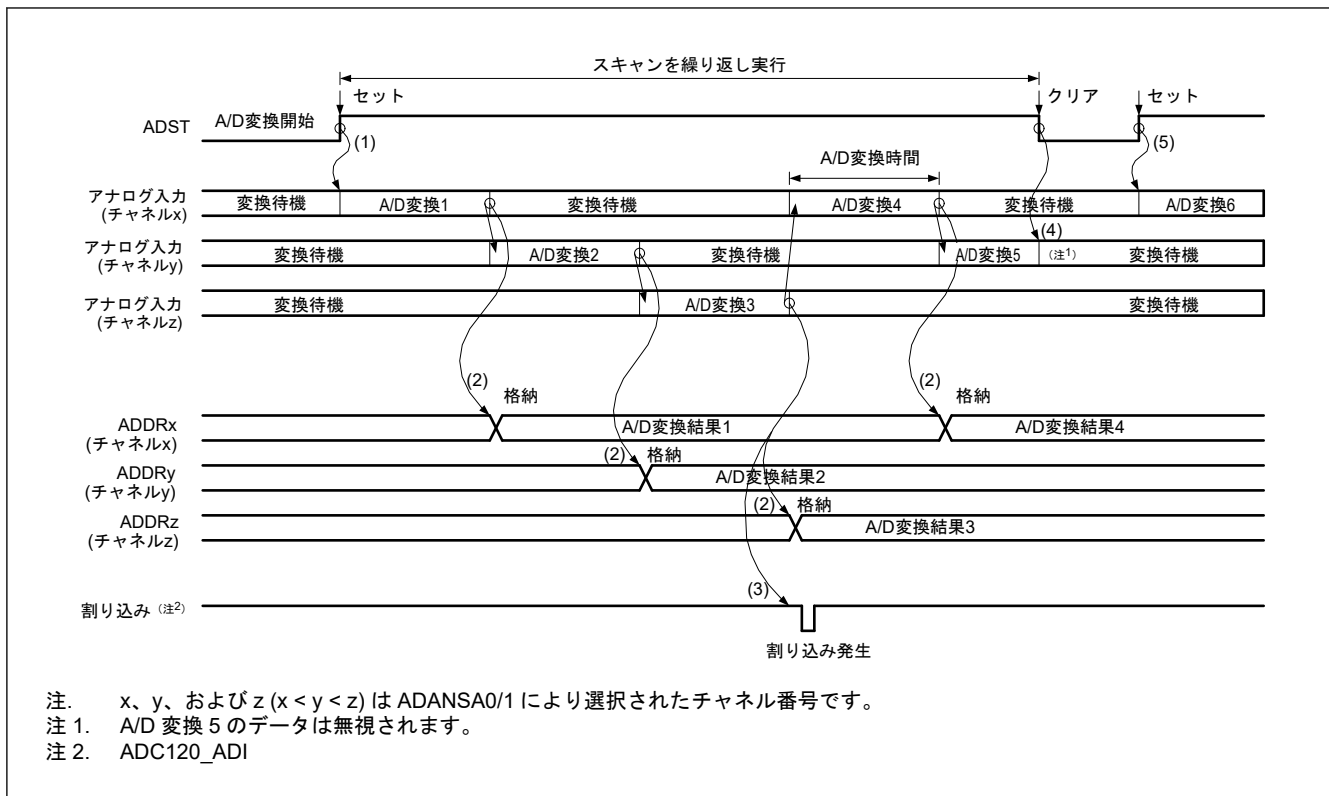 スキャンを繰り返し実行
セット クリア セット
ADST A/D変換開始
(1) (5)
A/D変換時間
アナログ入力 (チャネルx) 変換待機 A/D変換1 変換待機 A/D変換4 変換待機 A/D変換6
(4)
アナログ入力 (チャネルy) 変換待機 A/D変換2 変換待機 A/D変換5 (注1) 変換待機
アナログ入力 (チャネルz) 変換待機 A/D変換3 変換待機
(2) 格納 (2) 格納
ADDRx (チャネルx) A/D変換結果1 A/D変換結果4
(2) 格納
ADDRy (チャネルy) A/D変換結果2
(2) 格納
ADDRz (チャネルz) A/D変換結果3
(3)
割り込み (注2)
割り込み発生
注. x、y、および z (x < y < z) は ADANSA0/1 により選択されたチャネル番号です。
注 1. A/D 変換 5 のデータは無視されます。
注 2. ADC120_ADI